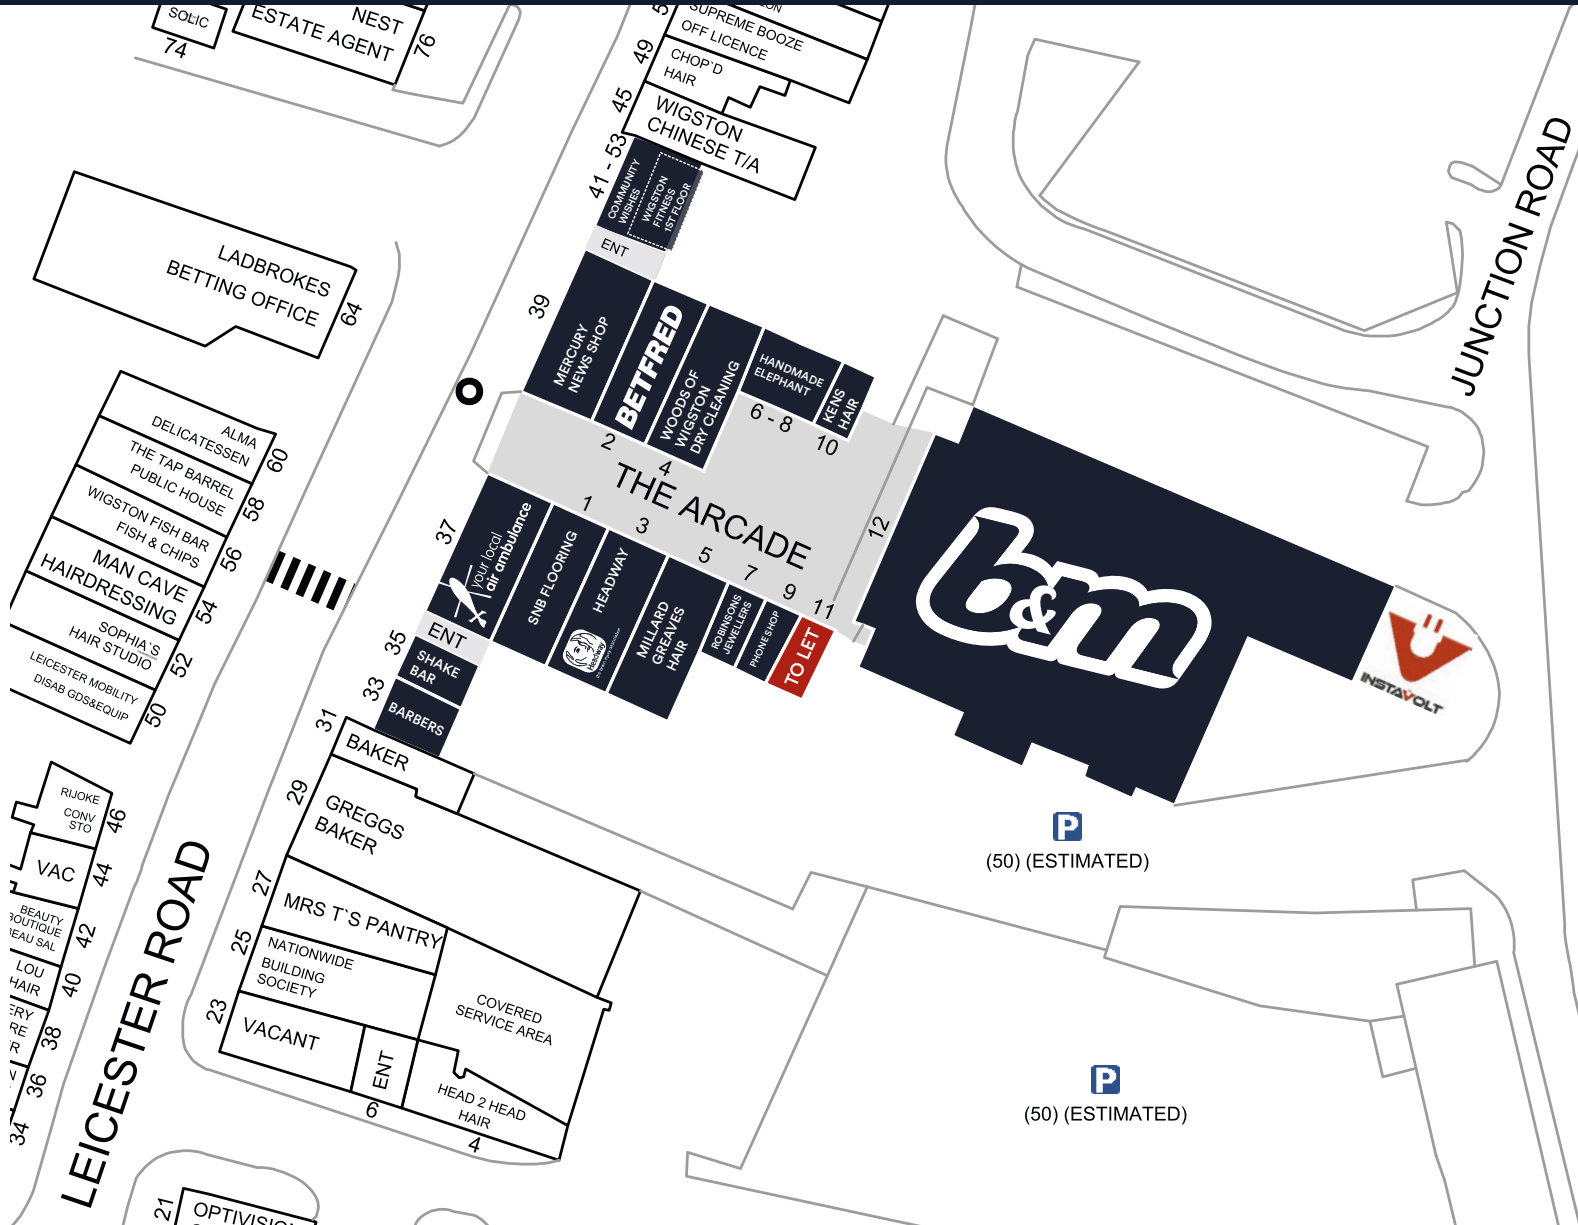 SOLIC
74
NEST
ESTATE AGENT
76
SUPREME BOOZE
OFF LICENCE
49
CHOP`D
HAIR
45
WIGSTON
CHINESE T/A
41 - 53
COMMUNITY
WISHES
WIGSTON
FITNESS
1ST FLOOR
ENT
JUNCTION ROAD
LADBROKES
BETTING OFFICE
64
39
MERCURY
NEWS SHOP
BETFRED
WOODS OF
WIGSTON
DRY CLEANING
HANDMADE
ELEPHANT
KENS
HAIR
6 - 8
10
2
4
THE ARCADE
12
1
3
5
7
9
11
b&m
INSTAVOLT
ALMA
DELICATESSEN
60
THE TAP BARREL
PUBLIC HOUSE
58
WIGSTON FISH BAR
FISH & CHIPS
56
MAN CAVE
HAIRDRESSING
54
SOPHIA`S
HAIR STUDIO
52
LEICESTER MOBILITY
DISAB GDS&EQUIP
50
37
your local
air ambulance
SNB FLOORING
HEADWAY
Headway
MILLARD
GREAVES
HAIR
ROBINSONS
JEWELLERS
PHONE SHOP
TO LET
35
ENT
SHAKE
BAR
33
BARBERS
31
BAKER
29
GREGGS
BAKER
27
MRS T`S PANTRY
25
NATIONWIDE
BUILDING
SOCIETY
23
VACANT
ENT
6
COVERED
SERVICE AREA
HEAD 2 HEAD
HAIR
4
RIJOKE
CONV
STO
46
VAC
44
BEAUTY
BOUTIQUE
BEAU SAL
42
LOU
HAIR
40
38
36
34
LEICESTER ROAD
21
P
(50) (ESTIMATED)
P
(50) (ESTIMATED)